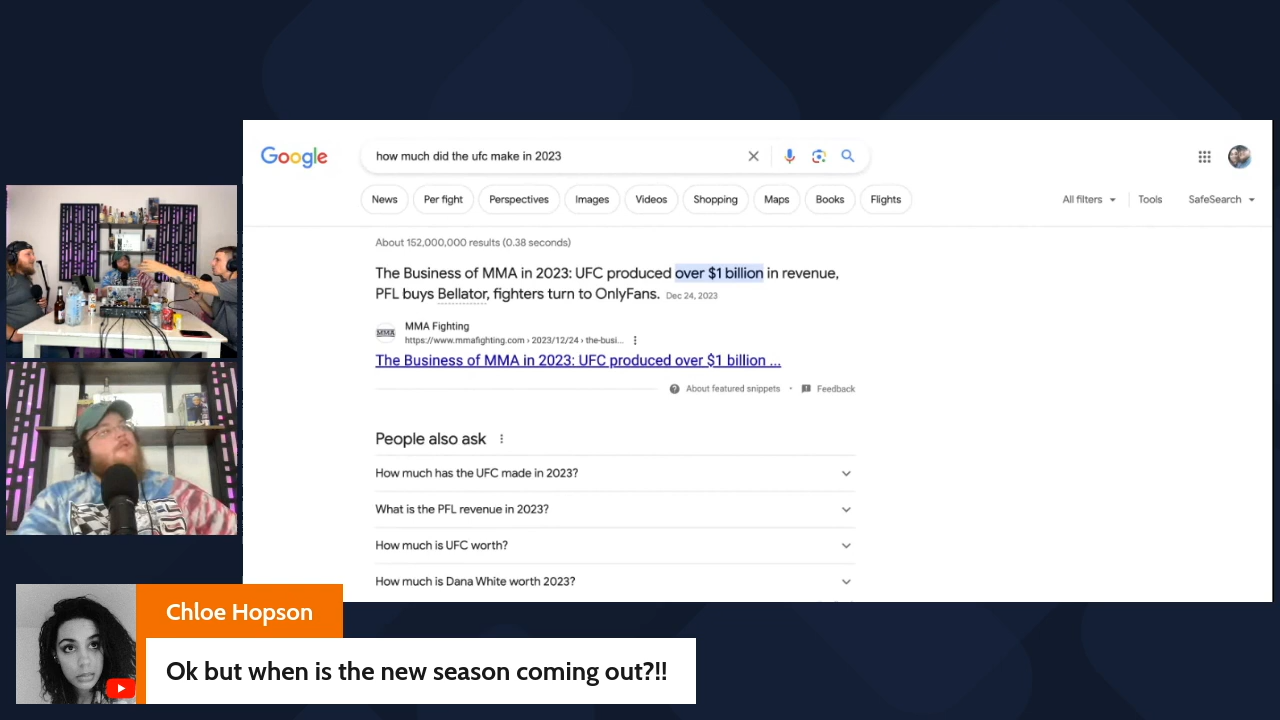 Google
how much did the ufc make in 2023
News
Per fight
Perspectives
Images
Videos
Shopping
Maps
Books
Flights
All filters
Tools
SafeSearch
About 152,000,000 results (0.38 seconds)
The Business of MMA in 2023: UFC produced over $1 billion in revenue,
PFL buys Bellator, fighters turn to OnlyFans. Dec 24, 2023
MMA Fighting
https://www.mmafighting.com › 2023/12/24 › the-busi...
The Business of MMA in 2023: UFC produced over $1 billion ...
About featured snippets • Feedback
People also ask
How much has the UFC made in 2023?
What is the PFL revenue in 2023?
How much is UFC worth?
How much is Dana White worth 2023?
Chloe Hopson
Ok but when is the new season coming out?!!